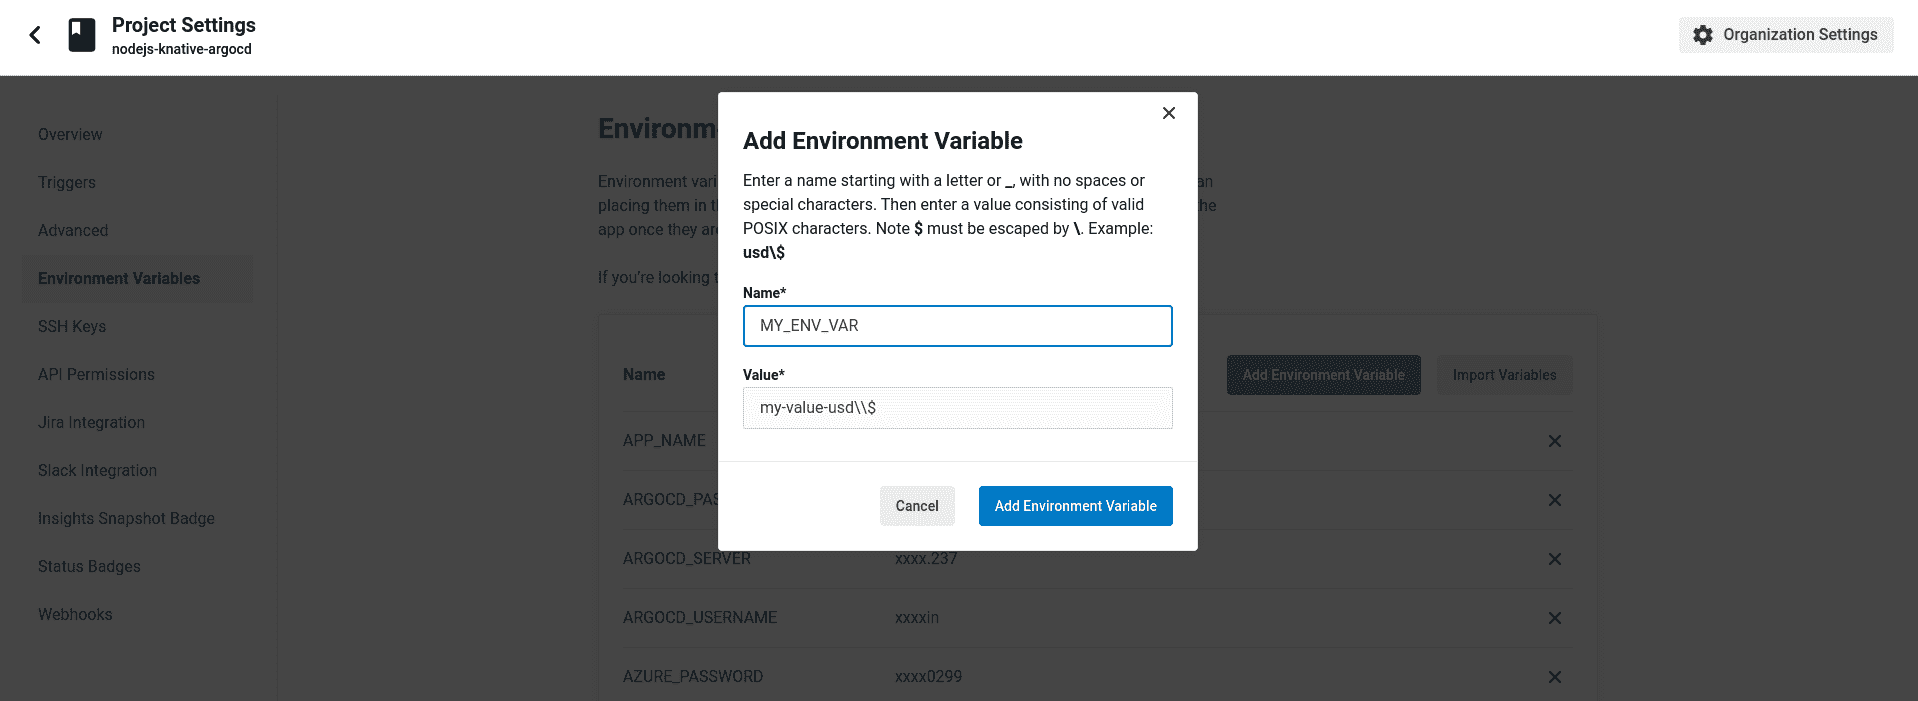 Project Settings
nodejs-knative-argocd
Organization Settings
Overview
Triggers
Advanced
Environment Variables
SSH Keys
API Permissions
Jira Integration
Slack Integration
Insights Snapshot Badge
Status Badges
Webhooks
Environm
Environment vari
an
placing them in t
the
app once they are
If you're looking t
Name
Add Environment Variable
Import Variables
APP_NAME
ARGOCD_PAS
ARGOCD_SERVER
xxxx.237
ARGOCD_USERNAME
xxxxin
AZURE_PASSWORD
xxxx0299
Add Environment Variable
Enter a name starting with a letter or _, with no spaces or
special characters. Then enter a value consisting of valid
POSIX characters. Note $ must be escaped by \. Example:
usd\$
Name*
MY_ENV_VAR
Value*
my-value-usd\\$
Cancel
Add Environment Variable